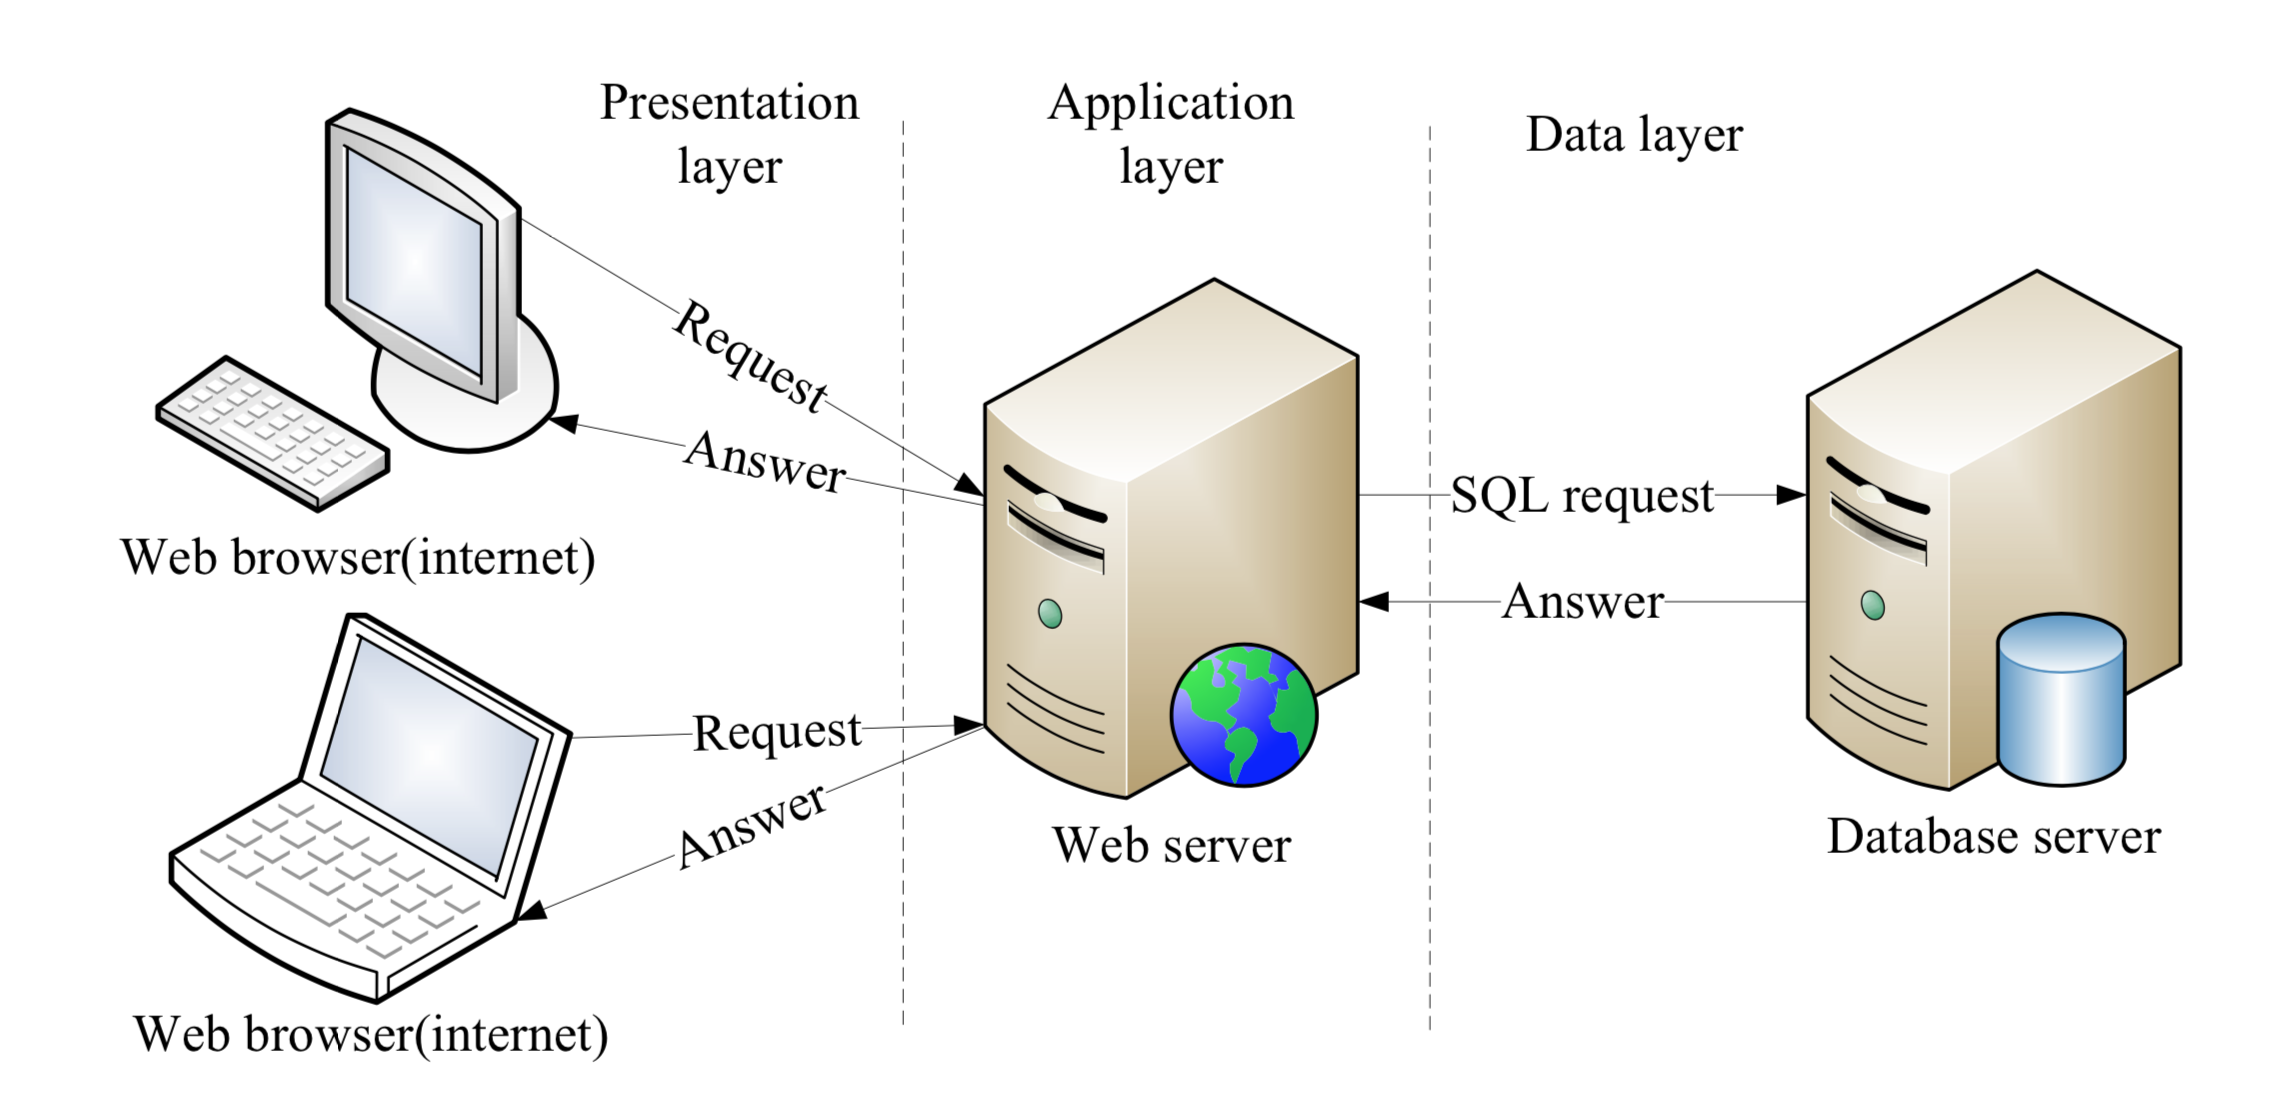 Presentation
layer
Application
layer
Data layer
Request
Answer
SQL request
Answer
Web browser(internet)
Request
Answer
Web server
Database server
Web browser(internet)